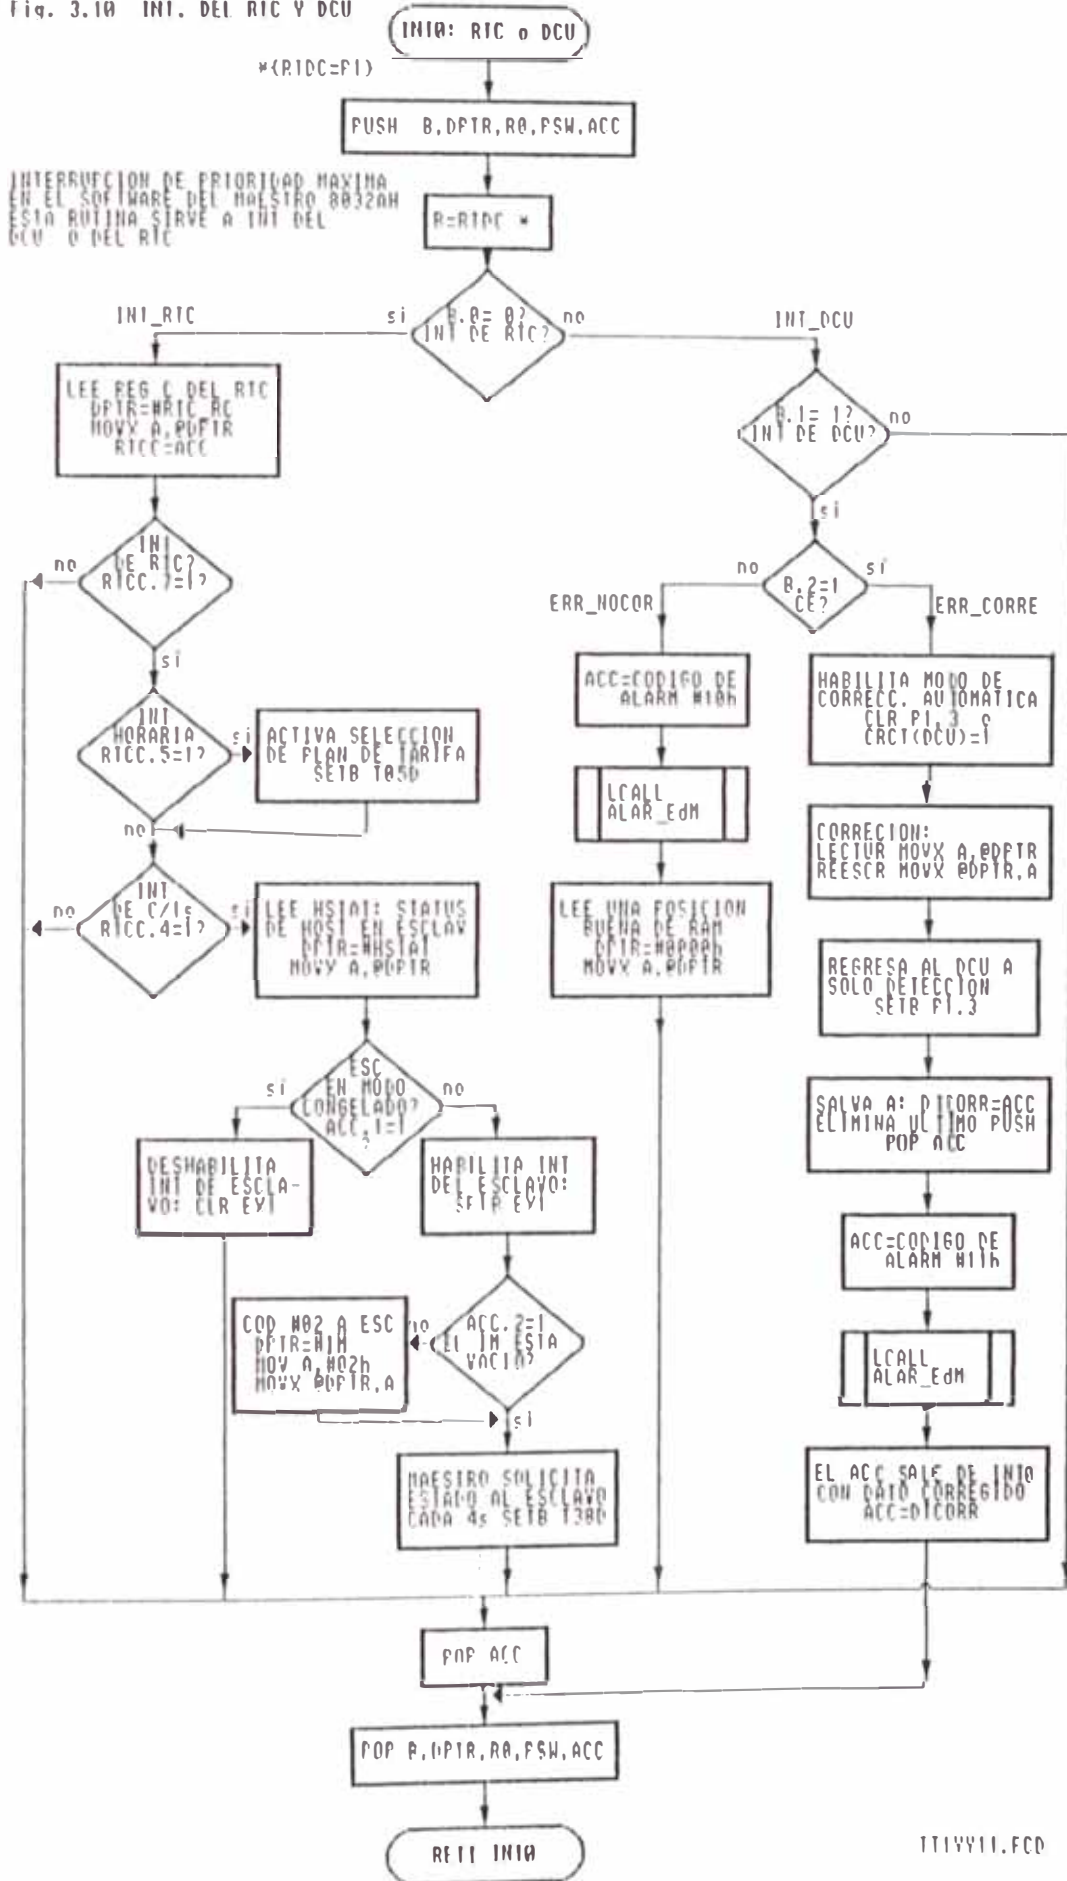 Fig. 3.10 INT. DEL RTC Y DCU
INT0: RTC o DCU
*(RTDC=P1)
PUSH B,DPTR,R0,PSW,ACC
INTERRUPCION DE PRIORIDAD MAXIMA
EN EL SOFTWARE DEL MAESTRO 8032AH
ESTA RUTINA SIRVE A INT DEL
DCU O DEL RTC
B=RTDC *
B.0= 0?
INT DE RTC?
si
no
INT_RTC
INT_DCU
LEE REG C DEL RTC
DPTR=#RTC_RC
MOVX A,@DPTR
RTCC=ACC
B.1= 1?
INT DE DCU?
no
si
INT
DE RTC?
RTCC.7=1?
no
si
B.2=1
CE?
no
si
ERR_NOCOR
ERR_CORRE
ACC=CODIGO DE
ALARM #10h
HABILITA MODO DE
CORRECC. AUTOMATICA
CLR P1.3 o
CRCT(DCU)=1
INT
HORARIA
RTCC.5=1?
si
no
ACTIVA SELECCION
DE PLAN DE TARIFA
SETB T05D
LCALL
ALAR_EdM
CORRECION:
LECTUR MOVX A,@DPTR
REESCR MOVX @DPTR,A
INT
DE C/1s
RTCC.4=1?
no
si
LEE HSTAT: STATUS
DE HOST EN ESCLAV
DPTR=#HSTAT
MOVX A,@DPTR
LEE UNA POSICION
BUENA DE RAM
DPTR=#0P00h
MOVX A,@DPTR
REGRESA AL DCU A
SOLO DETECCION
SETB P1.3
ESC
EN MODO
CONGELADO?
ACC.1=1
?
si
no
SALVA A: DTCORR=ACC
ELIMINA ULTIMO PUSH
POP ACC
DESHABILITA
INT DE ESCLA-
VO: CLR EX1
HABILITA INT
DEL ESCLAVO:
SETB EX1
ACC=CODIGO DE
ALARM #11h
COD #02 A ESC
DPTR=#IM
MOV A,#02h
MOVX @DPTR,A
no
ACC.2=1
EL IM ESTA
VACIO?
si
LCALL
ALAR_EdM
MAESTRO SOLICITA
ESTADO AL ESCLAVO
CADA 4s SETB T38D
EL ACC SALE DE INT0
CON DATO CORREGIDO
ACC=DTCORR
POP ACC
POP B,DPTR,R0,PSW,ACC
RETI INT0
TT1YY11.FCD